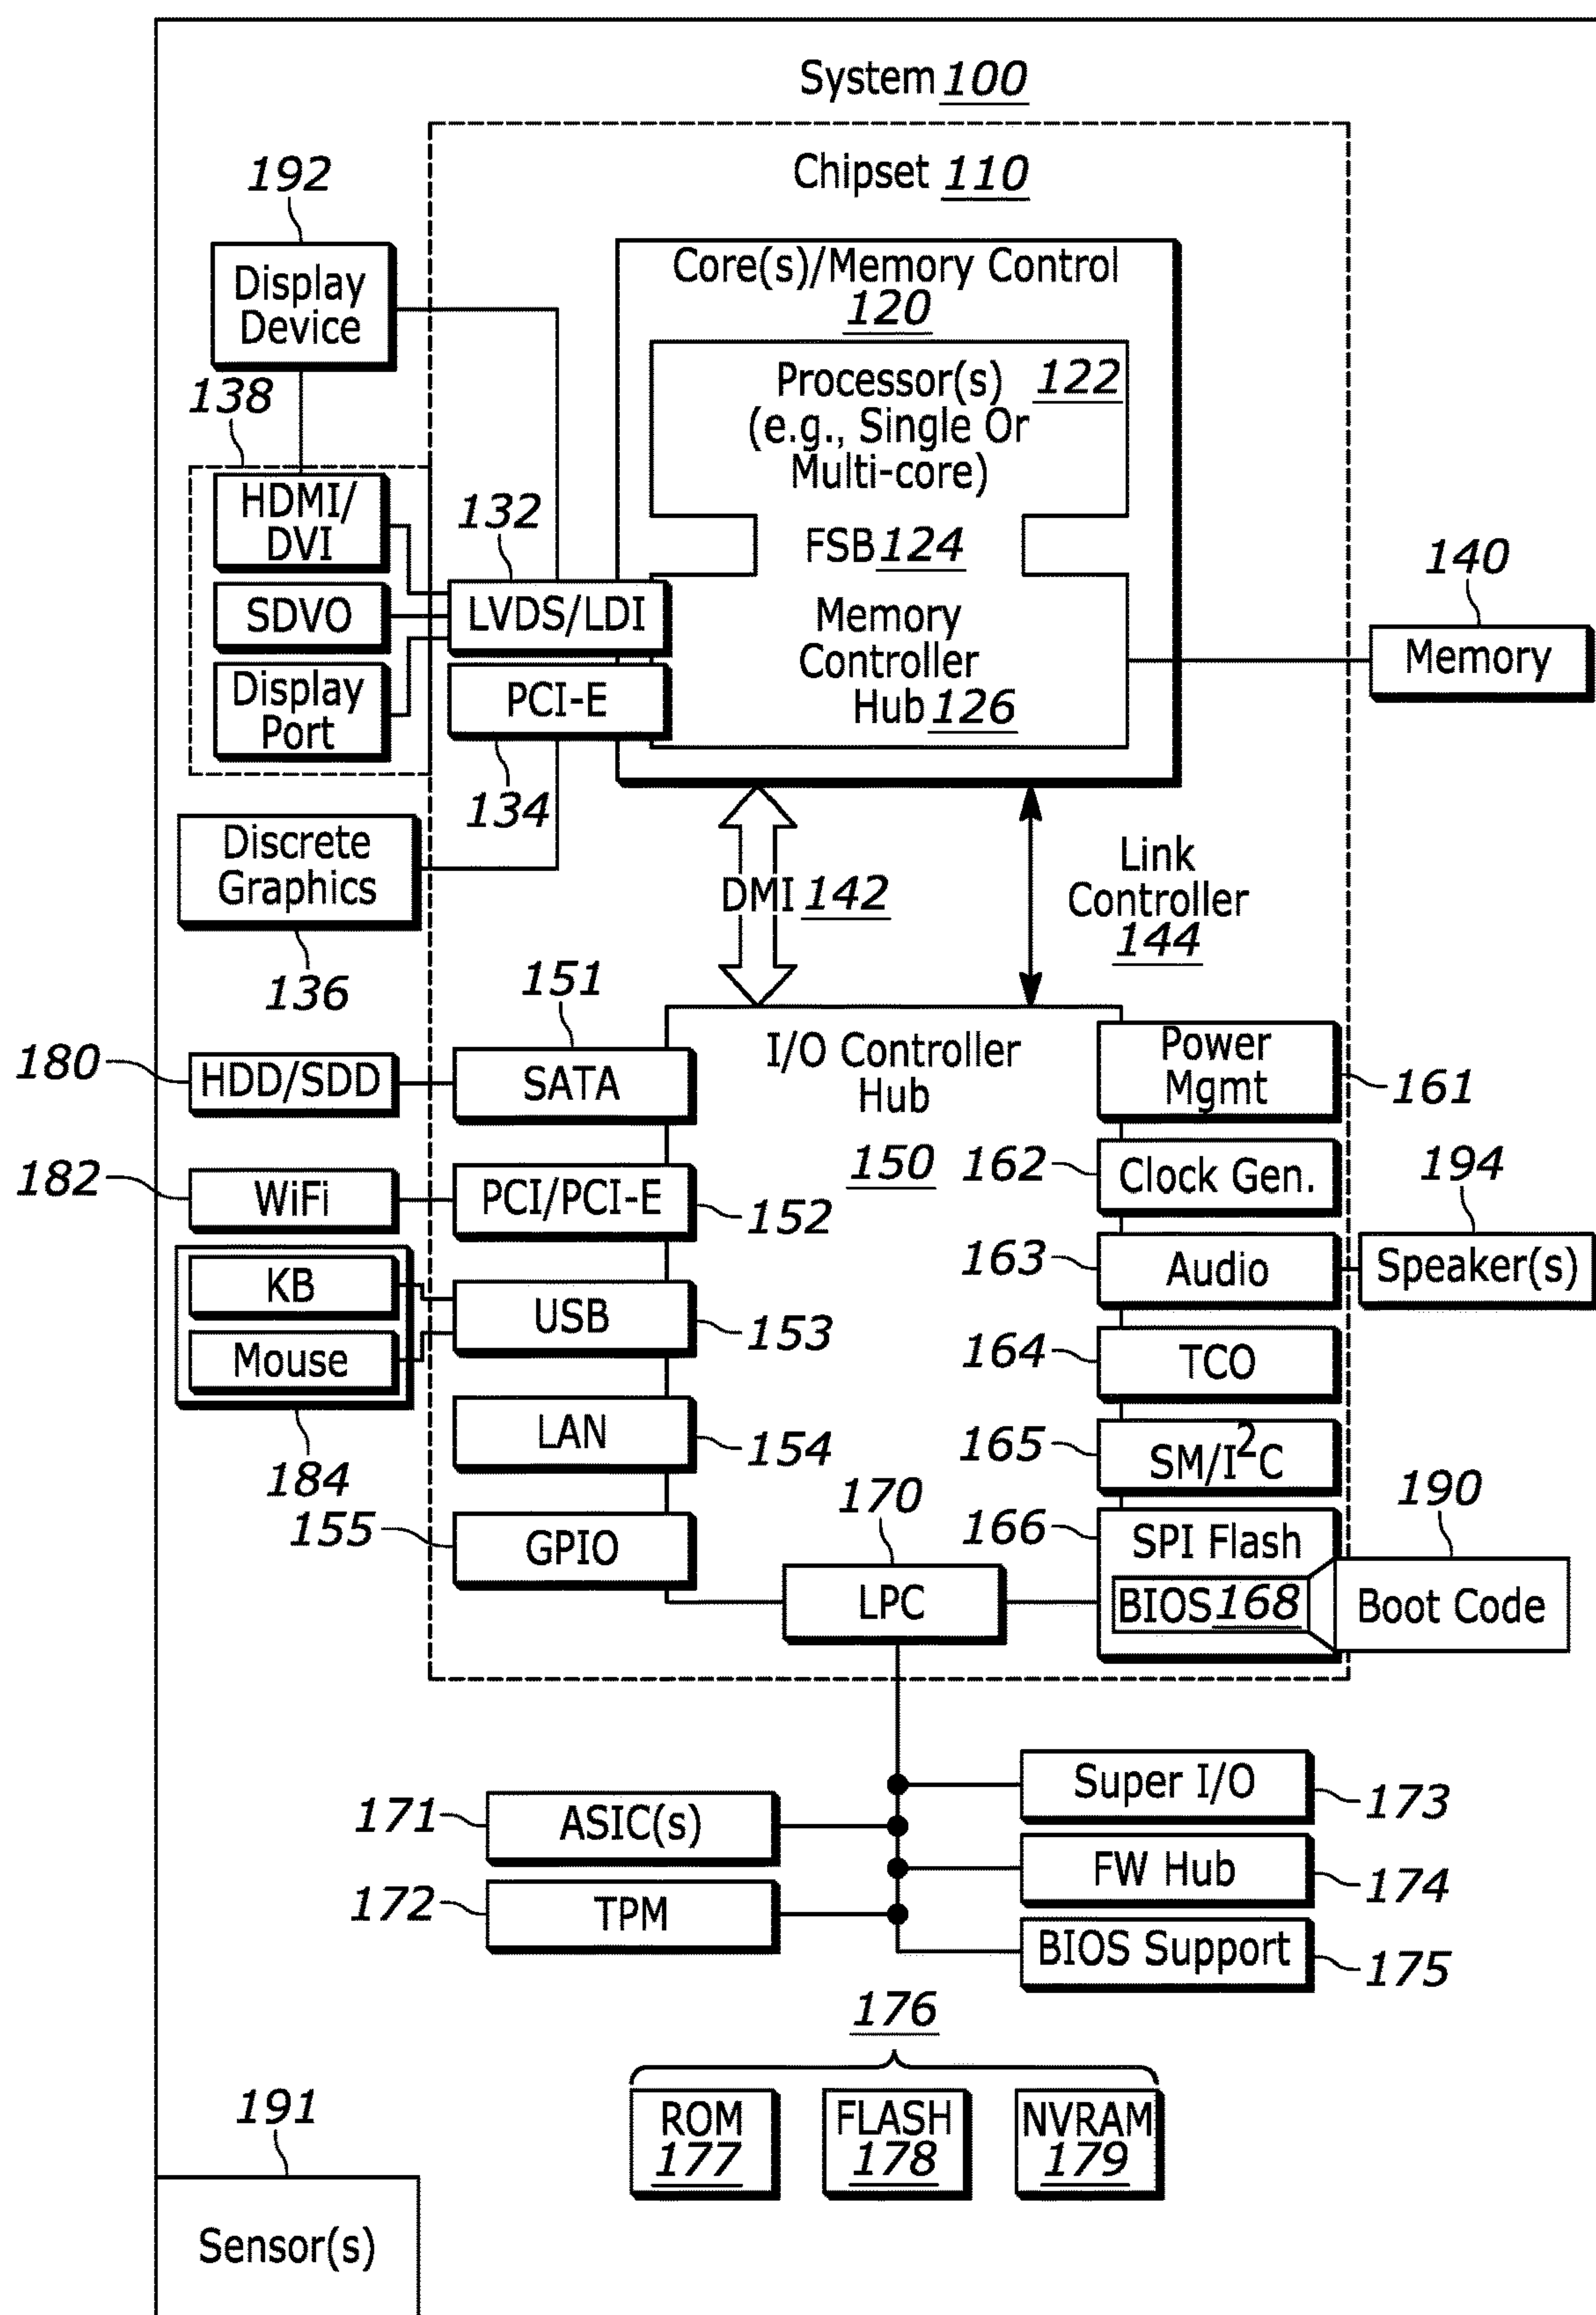 System 100
Chipset 110
192
Display
Device
Core(s)/Memory Control
120
Processor(s) 122
(e.g., Single Or
Multi-core)
138
HDMI/
DVI
SDVO
Display
Port
132
LVDS/LDI
PCI-E
134
FSB 124
Memory
Controller
Hub 126
140
Memory
Discrete
Graphics
136
DMI 142
Link
Controller
144
151
180
HDD/SDD
SATA
I/O Controller
Hub
150
Power
Mgmt
161
182
WiFi
PCI/PCI-E
152
162
Clock Gen.
194
KB
Mouse
184
USB
153
163
Audio
Speaker(s)
164
TCO
LAN
154
165
SM/I²C
155
GPIO
170
LPC
166
SPI Flash
BIOS 168
190
Boot Code
171
ASIC(s)
Super I/O
173
172
TPM
FW Hub
174
BIOS Support
175
176
ROM
177
FLASH
178
NVRAM
179
191
Sensor(s)